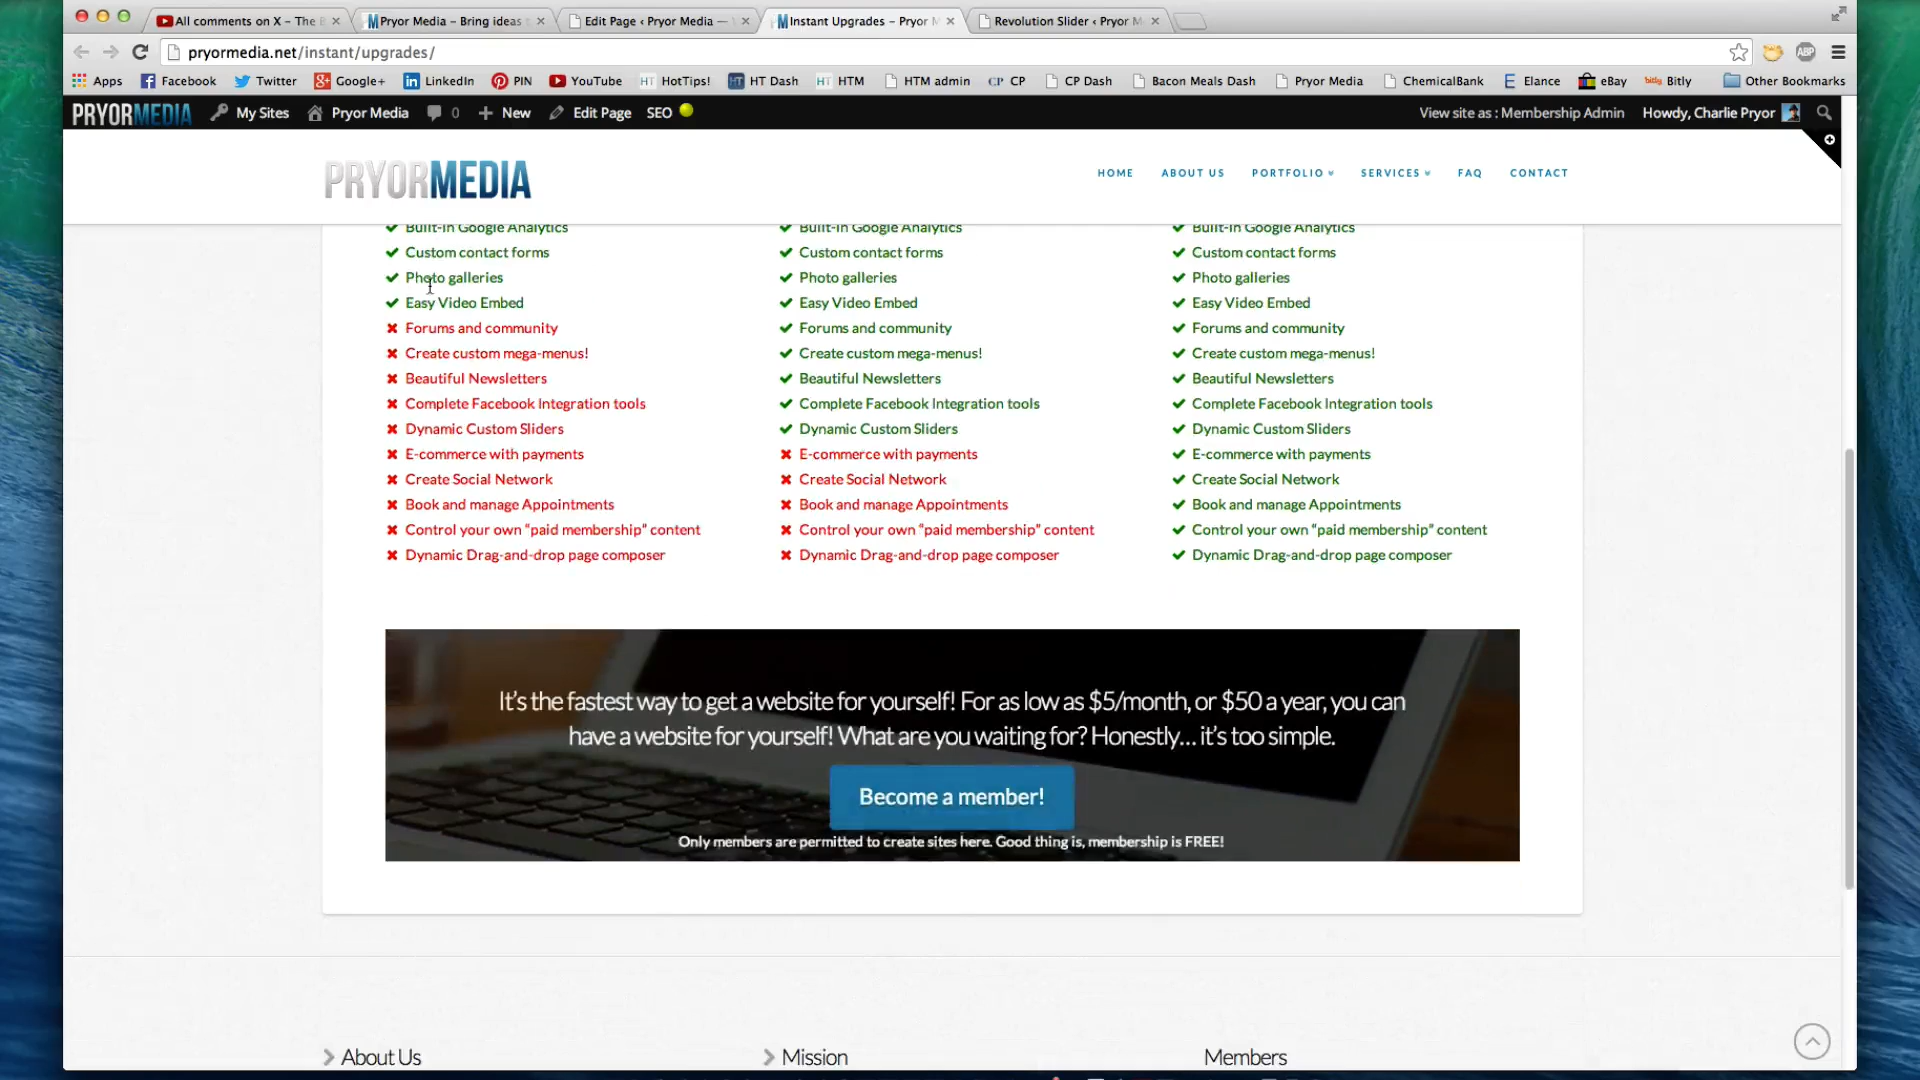 All comments on X - The B
Pryor Media – Bring ideas t
Edit Page ‹ Pryor Media —
Instant Upgrades – Pryor M
Revolution Slider ‹ Pryor M
pryormedia.net/instant/upgrades/
ABP
Apps Facebook Twitter Google+ LinkedIn PIN YouTube HT HotTips! HT HT Dash HT HTM HTM admin CP CP CP Dash Bacon Meals Dash Pryor Media ChemicalBank E Elance eBay bitly Bitly Other Bookmarks
PRYORMEDIA My Sites Pryor Media 0 New Edit Page SEO View site as : Membership Admin Howdy, Charlie Pryor
PRYORMEDIA
HOME ABOUT US PORTFOLIO SERVICES FAQ CONTACT
Built-in Google Analytics Built-in Google Analytics Built-in Google Analytics
Custom contact forms Custom contact forms Custom contact forms
Photo galleries Photo galleries Photo galleries
Easy Video Embed Easy Video Embed Easy Video Embed
Forums and community Forums and community Forums and community
Create custom mega-menus! Create custom mega-menus! Create custom mega-menus!
Beautiful Newsletters Beautiful Newsletters Beautiful Newsletters
Complete Facebook Integration tools Complete Facebook Integration tools Complete Facebook Integration tools
Dynamic Custom Sliders Dynamic Custom Sliders Dynamic Custom Sliders
E-commerce with payments E-commerce with payments E-commerce with payments
Create Social Network Create Social Network Create Social Network
Book and manage Appointments Book and manage Appointments Book and manage Appointments
Control your own “paid membership” content Control your own “paid membership” content Control your own “paid membership” content
Dynamic Drag-and-drop page composer Dynamic Drag-and-drop page composer Dynamic Drag-and-drop page composer
It’s the fastest way to get a website for yourself! For as low as $5/month, or $50 a year, you can
have a website for yourself! What are you waiting for? Honestly… it’s too simple.
Become a member!
Only members are permitted to create sites here. Good thing is, membership is FREE!
About Us Mission Members